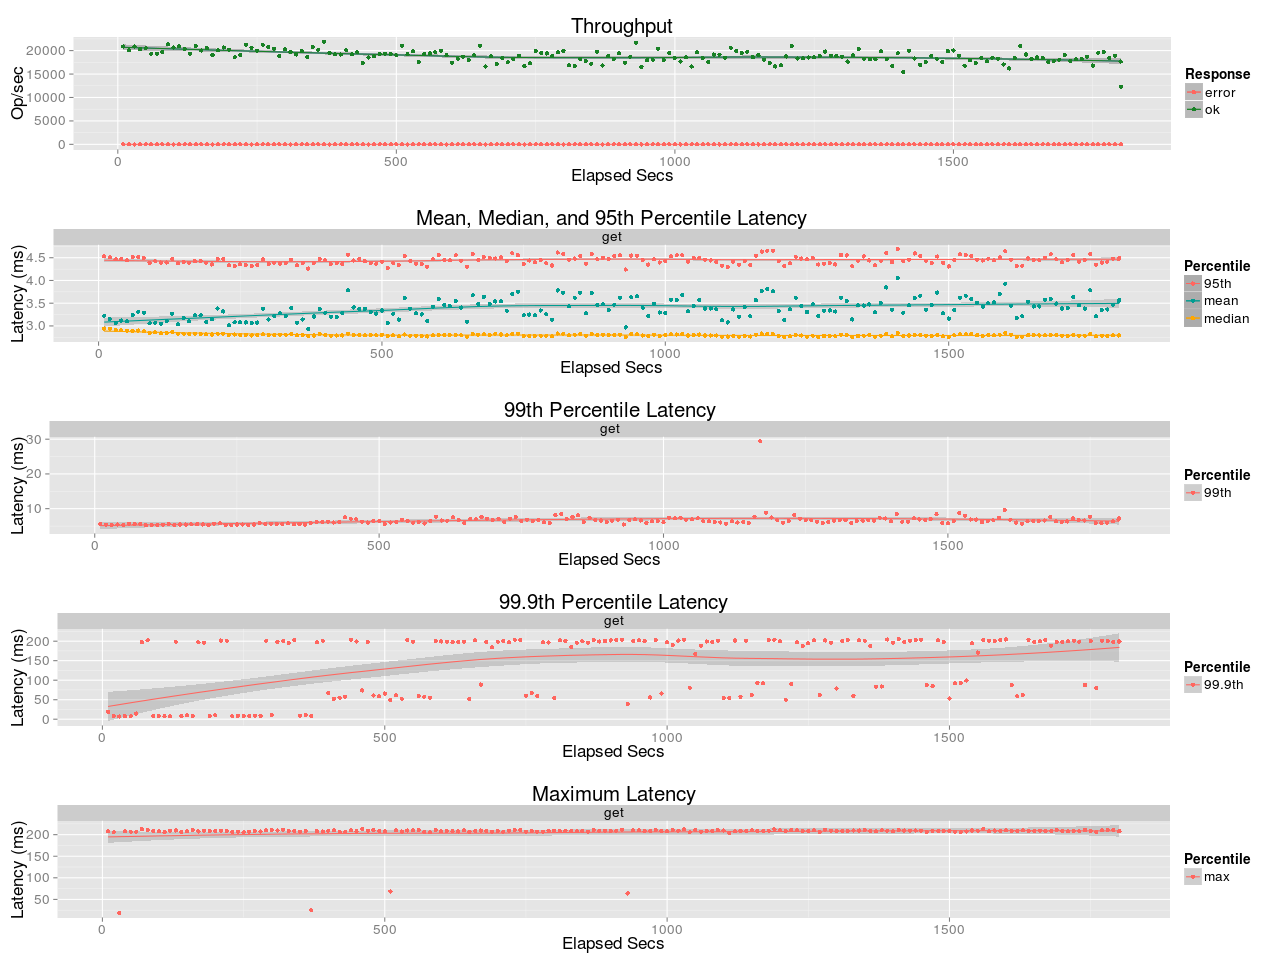 Throughput
20000
15000
10000
5000
0
Op/sec
0 500 1000 1500
Elapsed Secs
Response
error
ok
Mean, Median, and 95th Percentile Latency
get
4.5
4.0
3.5
3.0
Latency (ms)
0 500 1000 1500
Elapsed Secs
Percentile
95th
mean
median
99th Percentile Latency
get
30
20
10
Latency (ms)
0 500 1000 1500
Elapsed Secs
Percentile
99th
99.9th Percentile Latency
get
200
150
100
50
0
Latency (ms)
0 500 1000 1500
Elapsed Secs
Percentile
99.9th
Maximum Latency
get
200
150
100
50
Latency (ms)
0 500 1000 1500
Elapsed Secs
Percentile
max